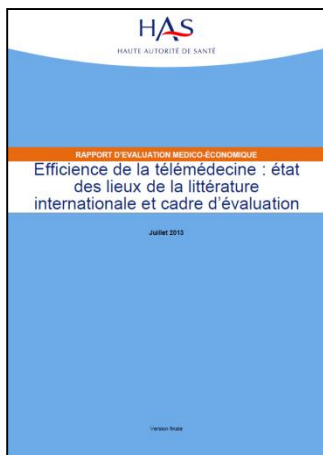 HAS
HAUTE AUTORITÉ DE SANTÉ
RAPPORT D'EVALUATION MEDICO-ÉCONOMIQUE
Efficience de la télémédecine : état
des lieux de la littérature
internationale et cadre d'évaluation
Juillet 2013
Version finale